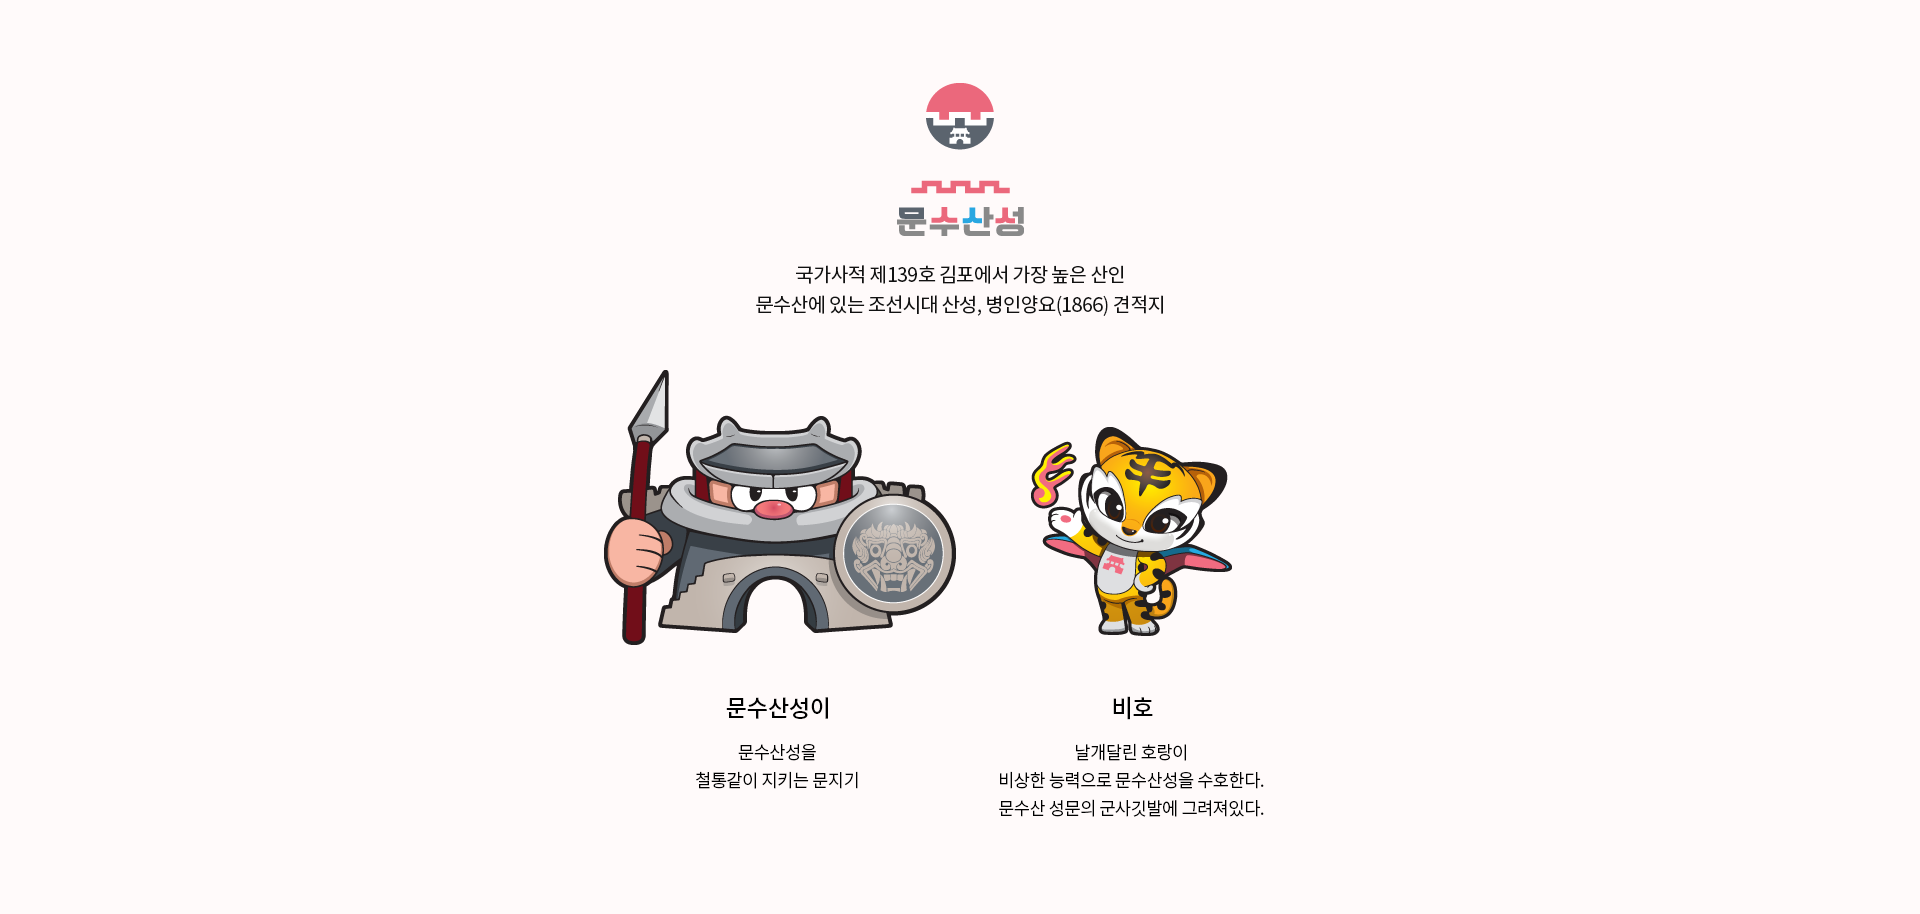 문수산성
국가사적 제139호 김포에서 가장 높은 산인
문수산에 있는 조선시대 산성, 병인양요(1866) 견적지
문수산성이
문수산성을
철통같이 지키는 문지기
비호
날개달린 호랑이
비상한 능력으로 문수산성을 수호한다.
문수산 성문의 군사깃발에 그려져있다.